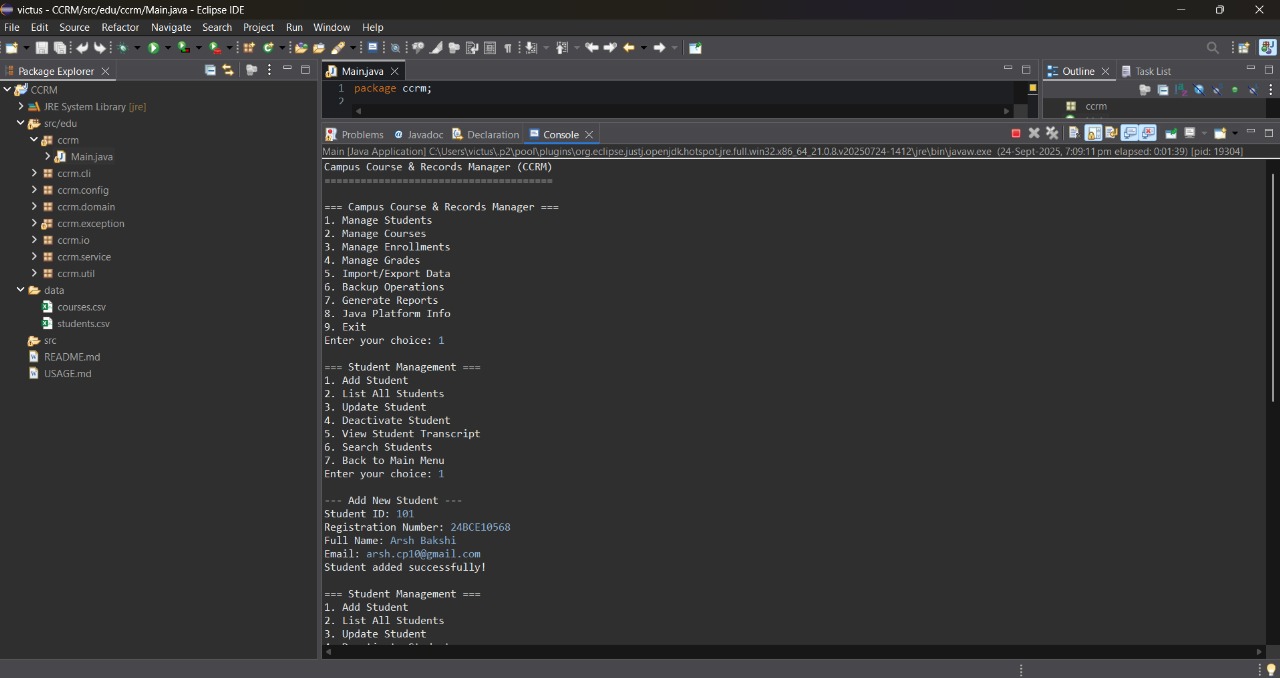 victus - CCRM/src/edu/ccrm/Main.java - Eclipse IDE
File Edit Source Refactor Navigate Search Project Run Window Help
Package Explorer
CCRM
JRE System Library [jre]
src/edu
ccrm
Main.java
ccrm.cli
ccrm.config
ccrm.domain
ccrm.exception
ccrm.io
ccrm.service
ccrm.util
data
courses.csv
students.csv
src
README.md
USAGE.md
Main.java
1 package ccrm;
2
Outline Task List
ccrm
Problems Javadoc Declaration Console
Main [Java Application] C:\Users\victus\.p2\pool\plugins\org.eclipse.justj.openjdk.hotspot.jre.full.win32.x86_64_21.0.8.v20250724-1412\jre\bin\javaw.exe (24-Sept-2025, 7:09:11 pm elapsed: 0:01:39) [pid: 19304]
Campus Course & Records Manager (CCRM)
======================================
=== Campus Course & Records Manager ===
1. Manage Students
2. Manage Courses
3. Manage Enrollments
4. Manage Grades
5. Import/Export Data
6. Backup Operations
7. Generate Reports
8. Java Platform Info
9. Exit
Enter your choice: 1
=== Student Management ===
1. Add Student
2. List All Students
3. Update Student
4. Deactivate Student
5. View Student Transcript
6. Search Students
7. Back to Main Menu
Enter your choice: 1
--- Add New Student ---
Student ID: 101
Registration Number: 24BCE10568
Full Name: Arsh Bakshi
Email: arsh.cp10@gmail.com
Student added successfully!
=== Student Management ===
1. Add Student
2. List All Students
3. Update Student